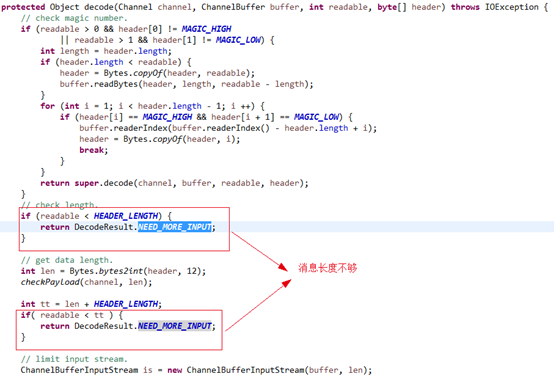 protected Object decode(Channel channel, ChannelBuffer buffer, int readable, byte[] header) throws IOException {
// check magic number.
if (readable > 0 && header[0] != MAGIC_HIGH
|| readable > 1 && header[1] != MAGIC_LOW) {
int length = header.length;
if (header.length < readable) {
header = Bytes.copyOf(header, readable);
buffer.readBytes(header, length, readable - length);
}
for (int i = 1; i < header.length - 1; i ++) {
if (header[i] == MAGIC_HIGH && header[i + 1] == MAGIC_LOW) {
buffer.readerIndex(buffer.readerIndex() - header.length + i);
header = Bytes.copyOf(header, i);
break;
}
}
return super.decode(channel, buffer, readable, header);
}
// check length.
if (readable < HEADER_LENGTH) {
return DecodeResult.NEED_MORE_INPUT;
}
消息长度不够
// get data length.
int len = Bytes.bytes2int(header, 12);
checkPayload(channel, len);
int tt = len + HEADER_LENGTH;
if( readable < tt ) {
return DecodeResult.NEED_MORE_INPUT;
}
// limit input stream.
ChannelBufferInputStream is = new ChannelBufferInputStream(buffer, len);